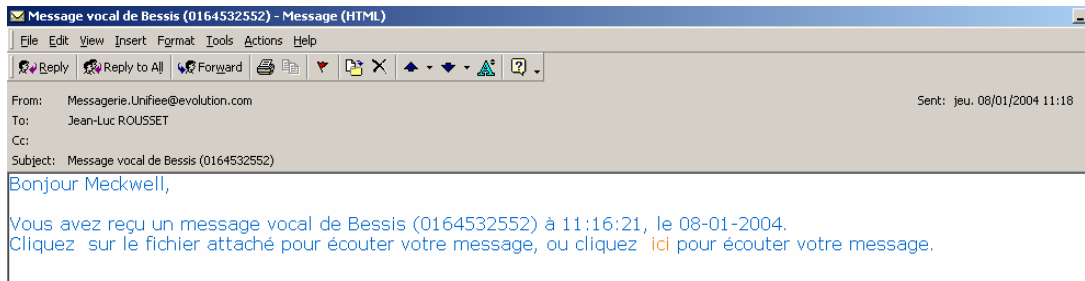 Message vocal de Bessis (0164532552) - Message (HTML)
File Edit View Insert Format Tools Actions Help
Reply Reply to All Forward
From: Messagerie.Unifiee@evolution.com Sent: jeu. 08/01/2004 11:18
To: Jean-Luc ROUSSET
Cc:
Subject: Message vocal de Bessis (0164532552)
Bonjour Meckwell,
Vous avez reçu un message vocal de Bessis (0164532552) à 11:16:21, le 08-01-2004.
Cliquez sur le fichier attaché pour écouter votre message, ou cliquez ici pour écouter votre message.